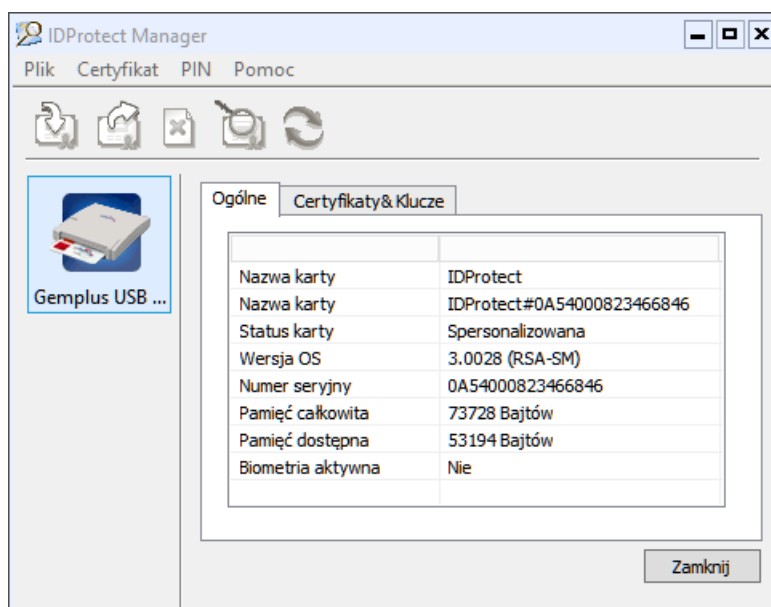 IDProtect Manager
Plik Certyfikat PIN Pomoc
Ogólne Certyfikaty& Klucze
Gemplus USB ...
Nazwa karty IDProtect
Nazwa karty IDProtect#0A54000823466846
Status karty Spersonalizowana
Wersja OS 3.0028 (RSA-SM)
Numer seryjny 0A54000823466846
Pamięć całkowita 73728 Bajtów
Pamięć dostępna 53194 Bajtów
Biometria aktywna Nie
Zamknij